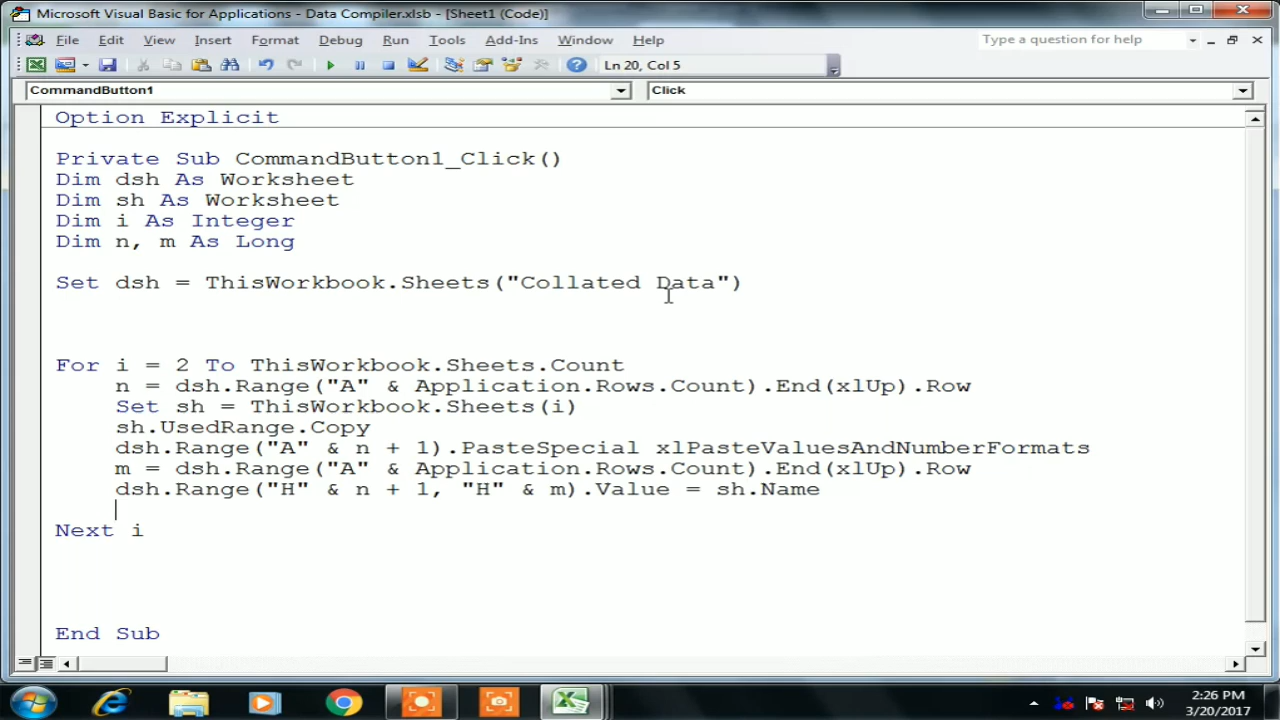 Microsoft Visual Basic for Applications - Data Compiler.xlsb - [Sheet1 (Code)]
File Edit View Insert Format Debug Run Tools Add-Ins Window Help Type a question for help
Ln 20, Col 5
CommandButton1 Click
Option Explicit
Private Sub CommandButton1_Click()
Dim dsh As Worksheet
Dim sh As Worksheet
Dim i As Integer
Dim n, m As Long
Set dsh = ThisWorkbook.Sheets("Collated Data")
For i = 2 To ThisWorkbook.Sheets.Count
n = dsh.Range("A" & Application.Rows.Count).End(xlUp).Row
Set sh = ThisWorkbook.Sheets(i)
sh.UsedRange.Copy
dsh.Range("A" & n + 1).PasteSpecial xlPasteValuesAndNumberFormats
m = dsh.Range("A" & Application.Rows.Count).End(xlUp).Row
dsh.Range("H" & n + 1, "H" & m).Value = sh.Name
Next i
End Sub
2:26 PM
3/20/2017